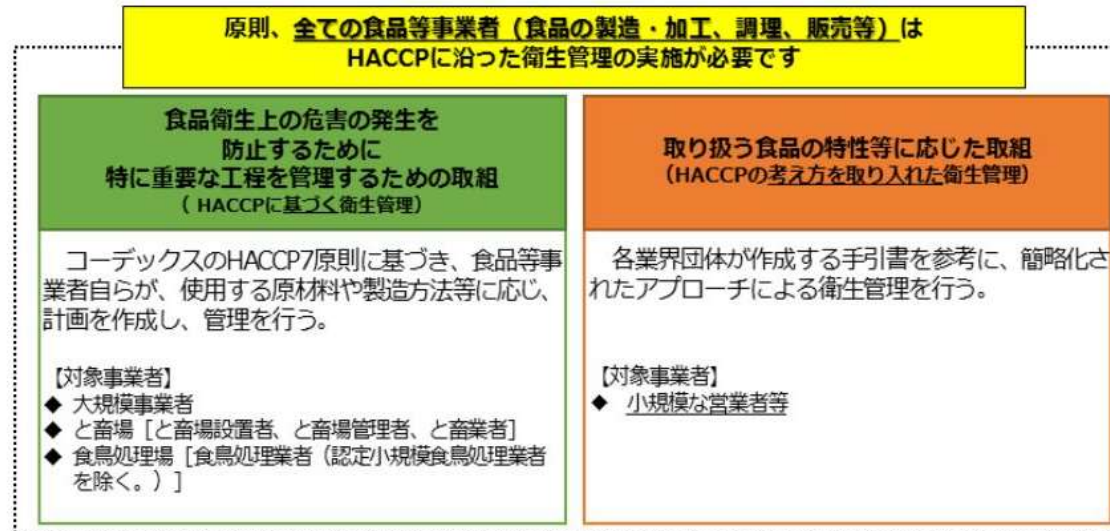 原則、全ての食品等事業者（食品の製造・加工、調理、販売等）は
HACCPに沿った衛生管理の実施が必要です
食品衛生上の危害の発生を
防止するために
特に重要な工程を管理するための取組
（ HACCPに基づく衛生管理）
コーデックスのHACCP7原則に基づき、食品等事
業者自らが、使用する原材料や製造方法等に応じ、
計画を作成し、管理を行う。
【対象事業者】
◆ 大規模事業者
◆ と畜場［と畜場設置者、と畜場管理者、と畜業者］
◆ 食鳥処理場［食鳥処理業者（認定小規模食鳥処理業者
を除く。）］
取り扱う食品の特性等に応じた取組
（HACCPの考え方を取り入れた衛生管理）
各業界団体が作成する手引書を参考に、簡略化さ
れたアプローチによる衛生管理を行う。
【対象事業者】
◆ 小規模な営業者等